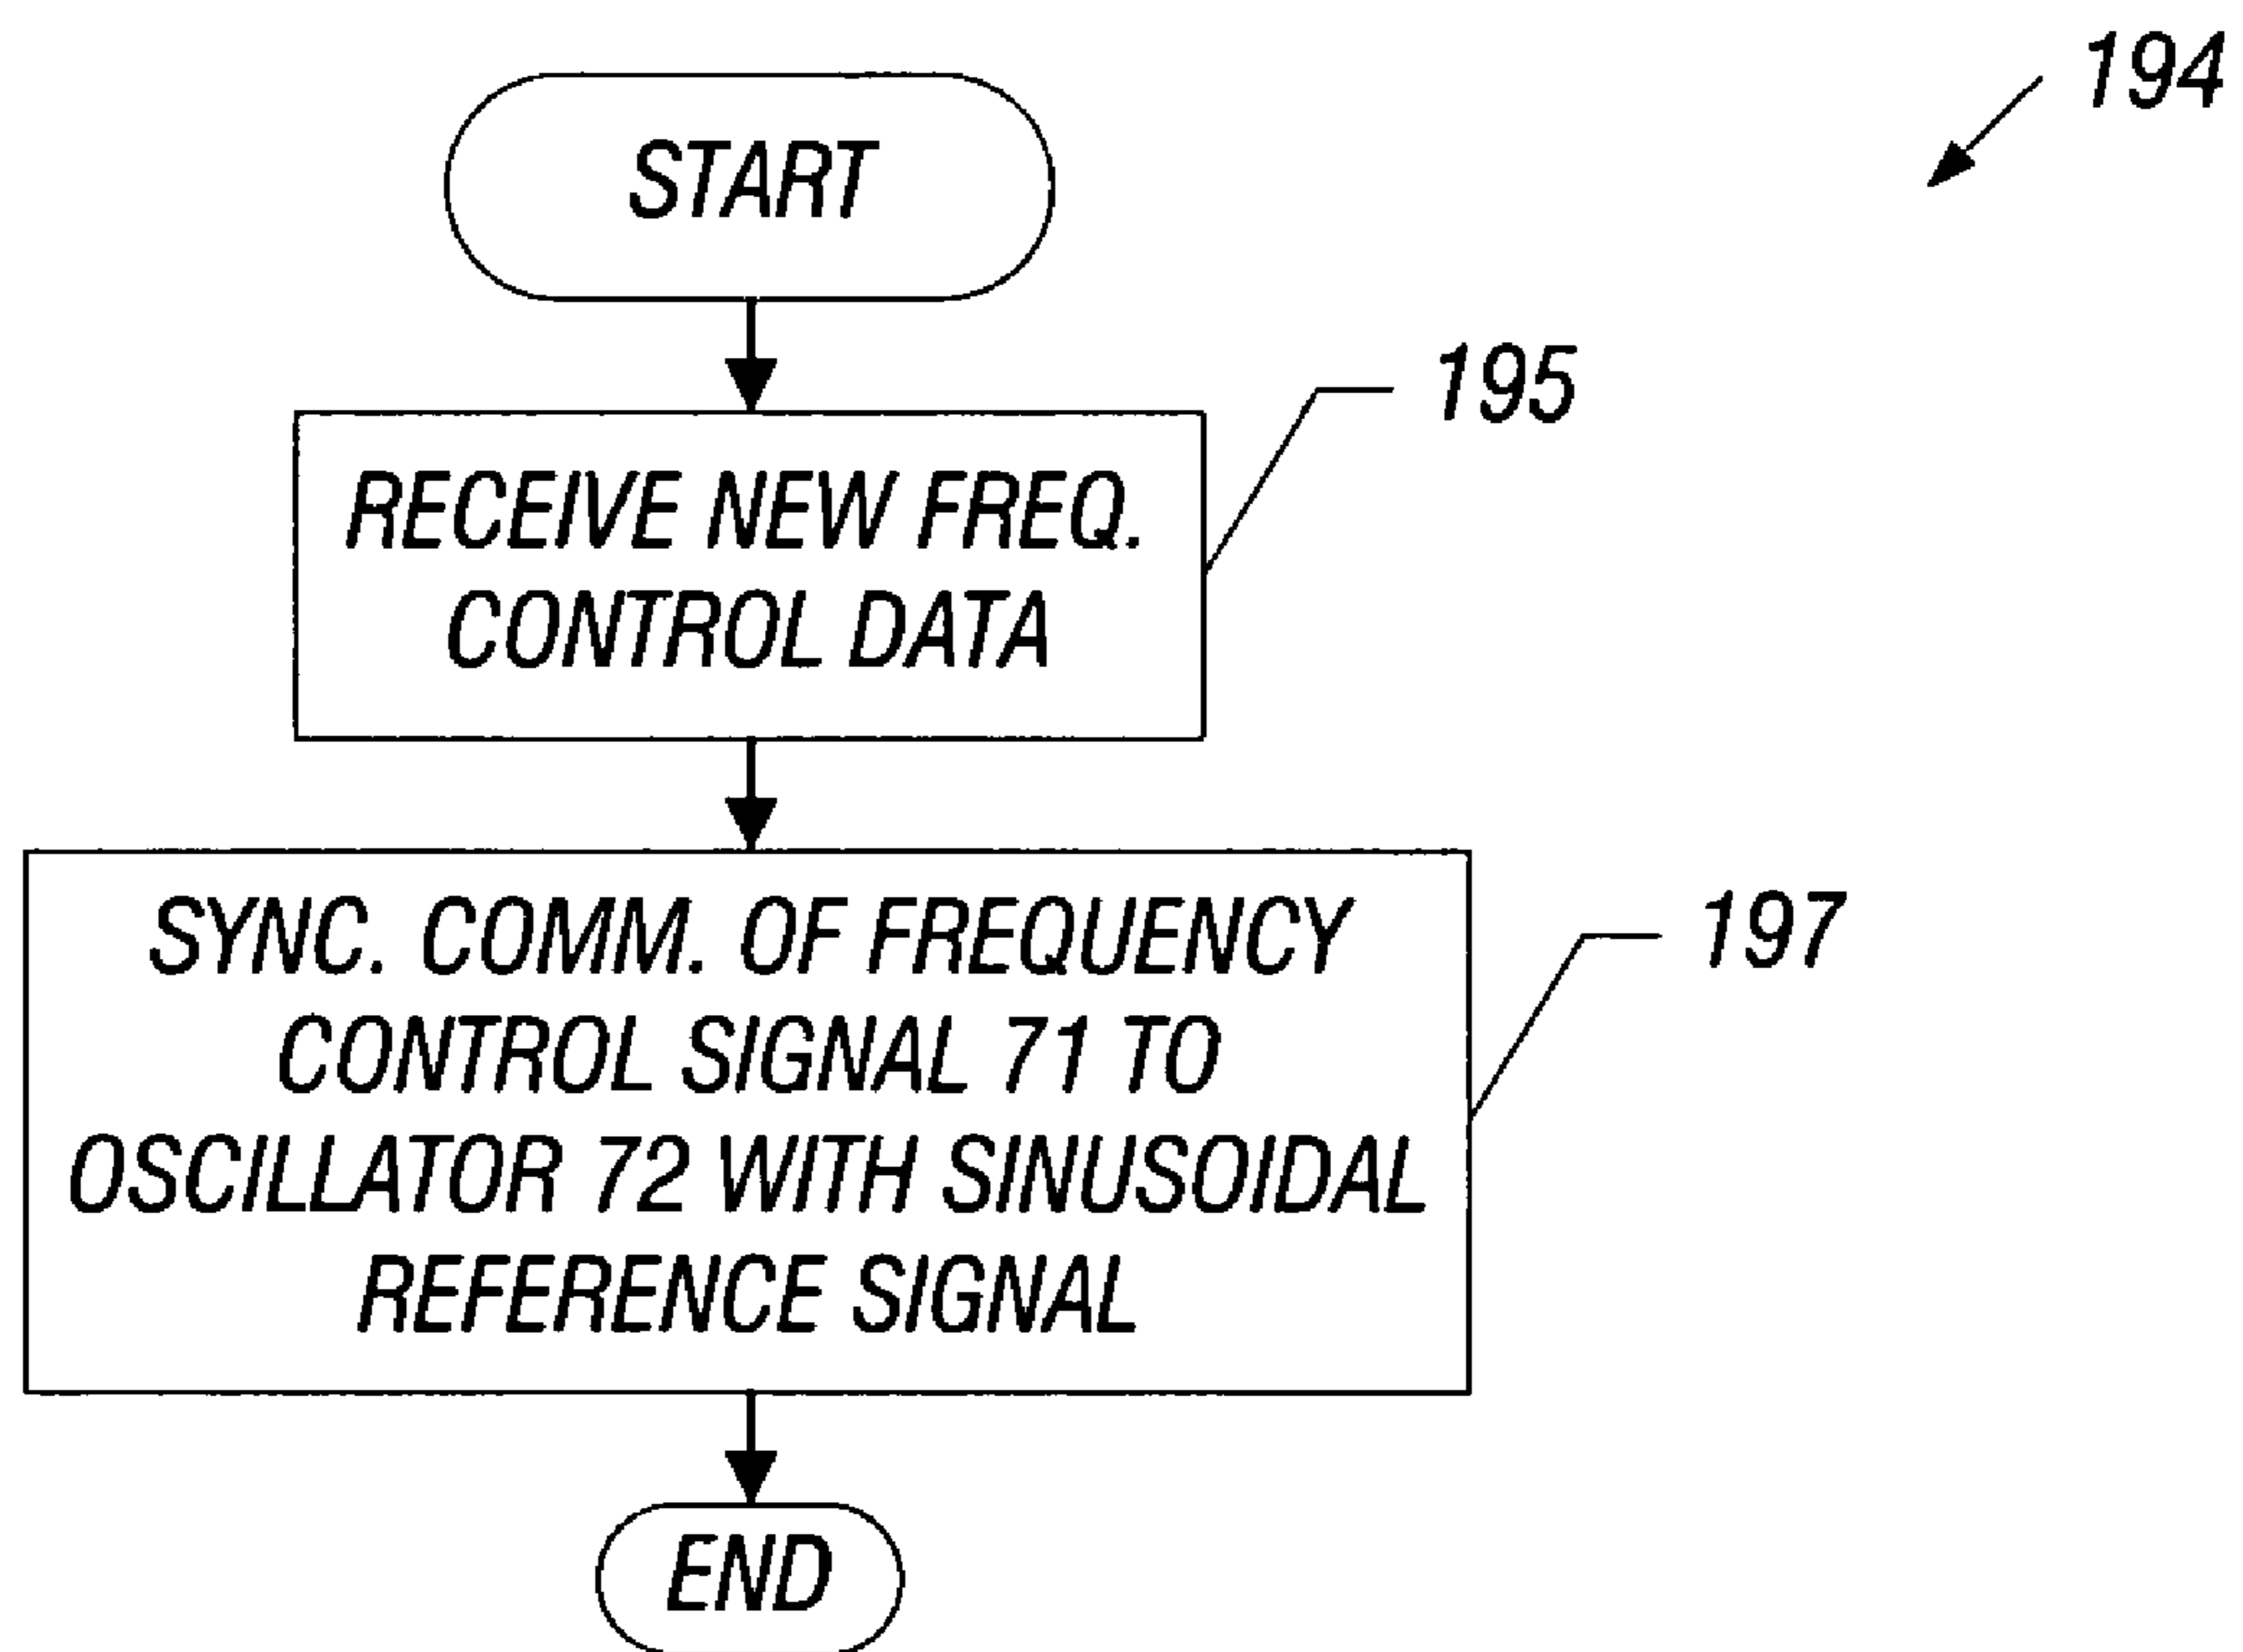 194
START
195
RECEIVE NEW FREQ.
CONTROL DATA
197
SYNC. COMM. OF FREQUENCY
CONTROL SIGNAL 71 TO
OSCILLATOR 72 WITH SINUSOIDAL
REFERENCE SIGNAL
END